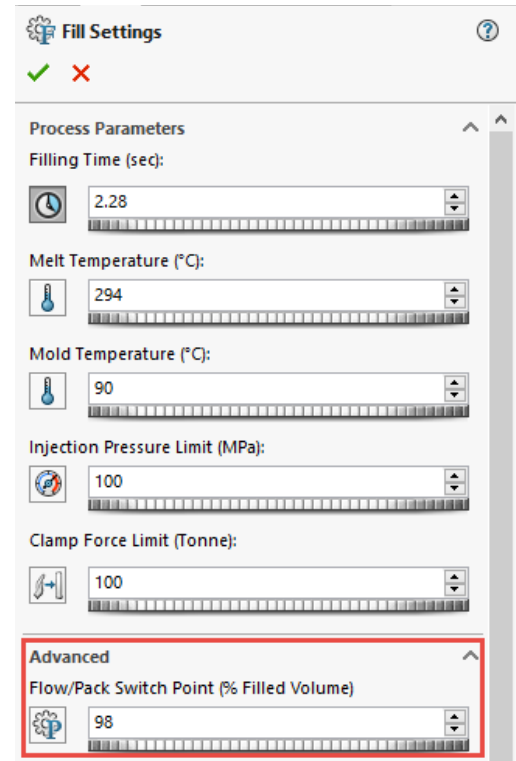 Fill Settings
Process Parameters
Filling Time (sec):
2.28
Melt Temperature (°C):
294
Mold Temperature (°C):
90
Injection Pressure Limit (MPa):
100
Clamp Force Limit (Tonne):
100
Advanced
Flow/Pack Switch Point (% Filled Volume)
98